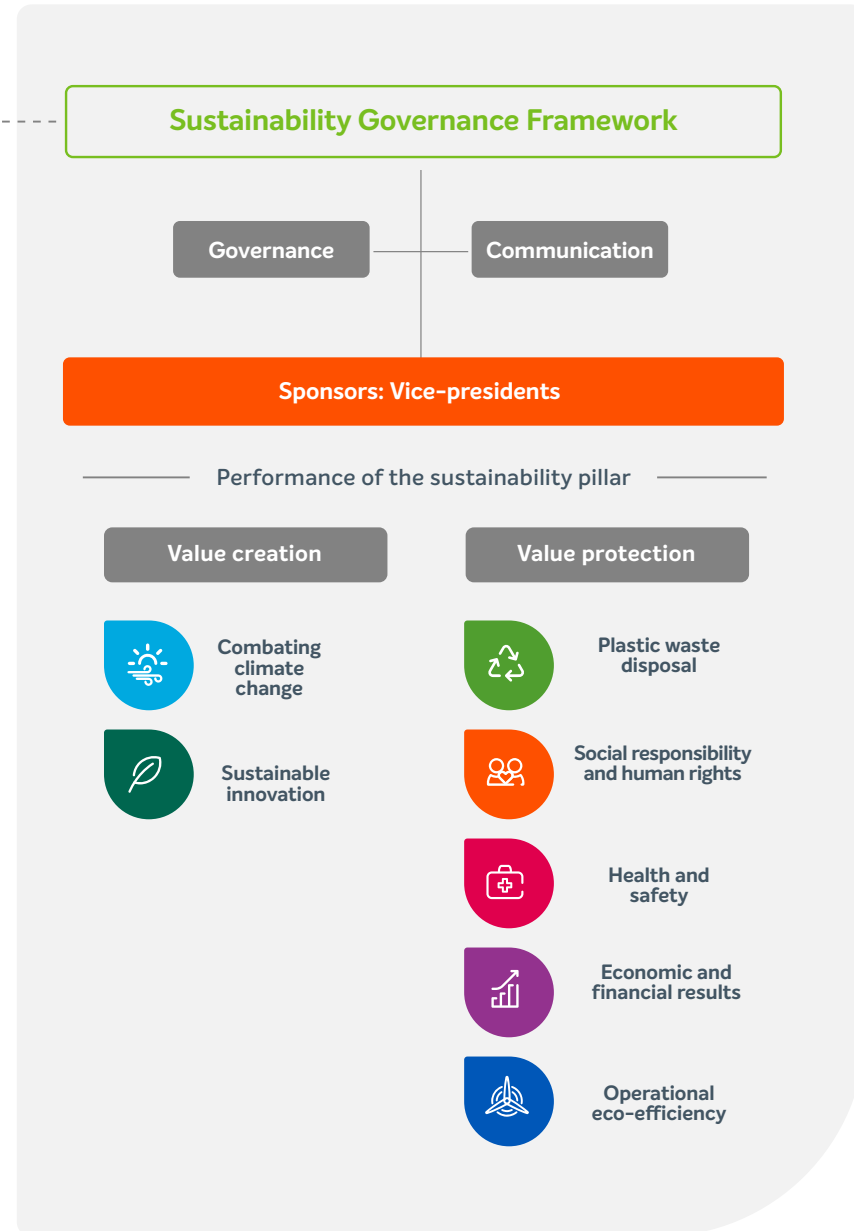 Sustainability Governance Framework
Governance
Communication
Sponsors: Vice-presidents
Performance of the sustainability pillar
Value creation
Combating
climate
change
Sustainable
innovation
Value protection
Plastic waste
disposal
Social responsibility
and human rights
Health and
safety
Economic and
financial results
Operational
eco-efficiency